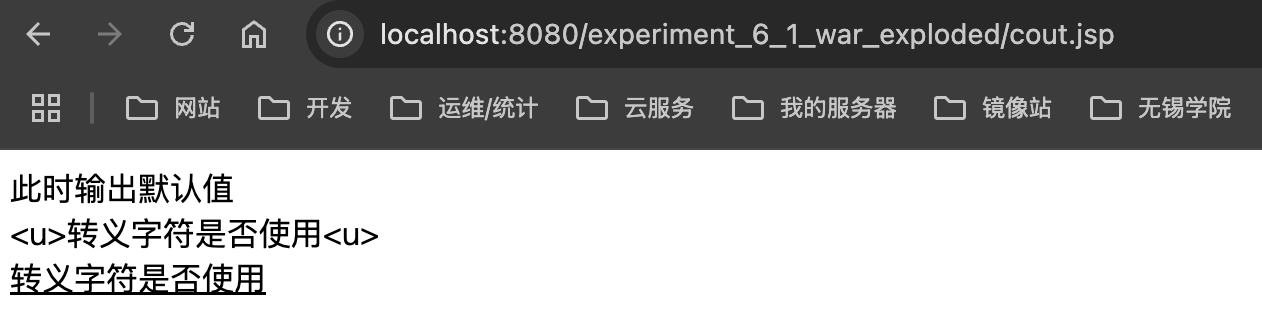 localhost:8080/experiment_6_1_war_exploded/cout.jsp
网站 开发 运维/统计 云服务 我的服务器 镜像站 无锡学院
此时输出默认值
<u>转义字符是否使用<u>
转义字符是否使用